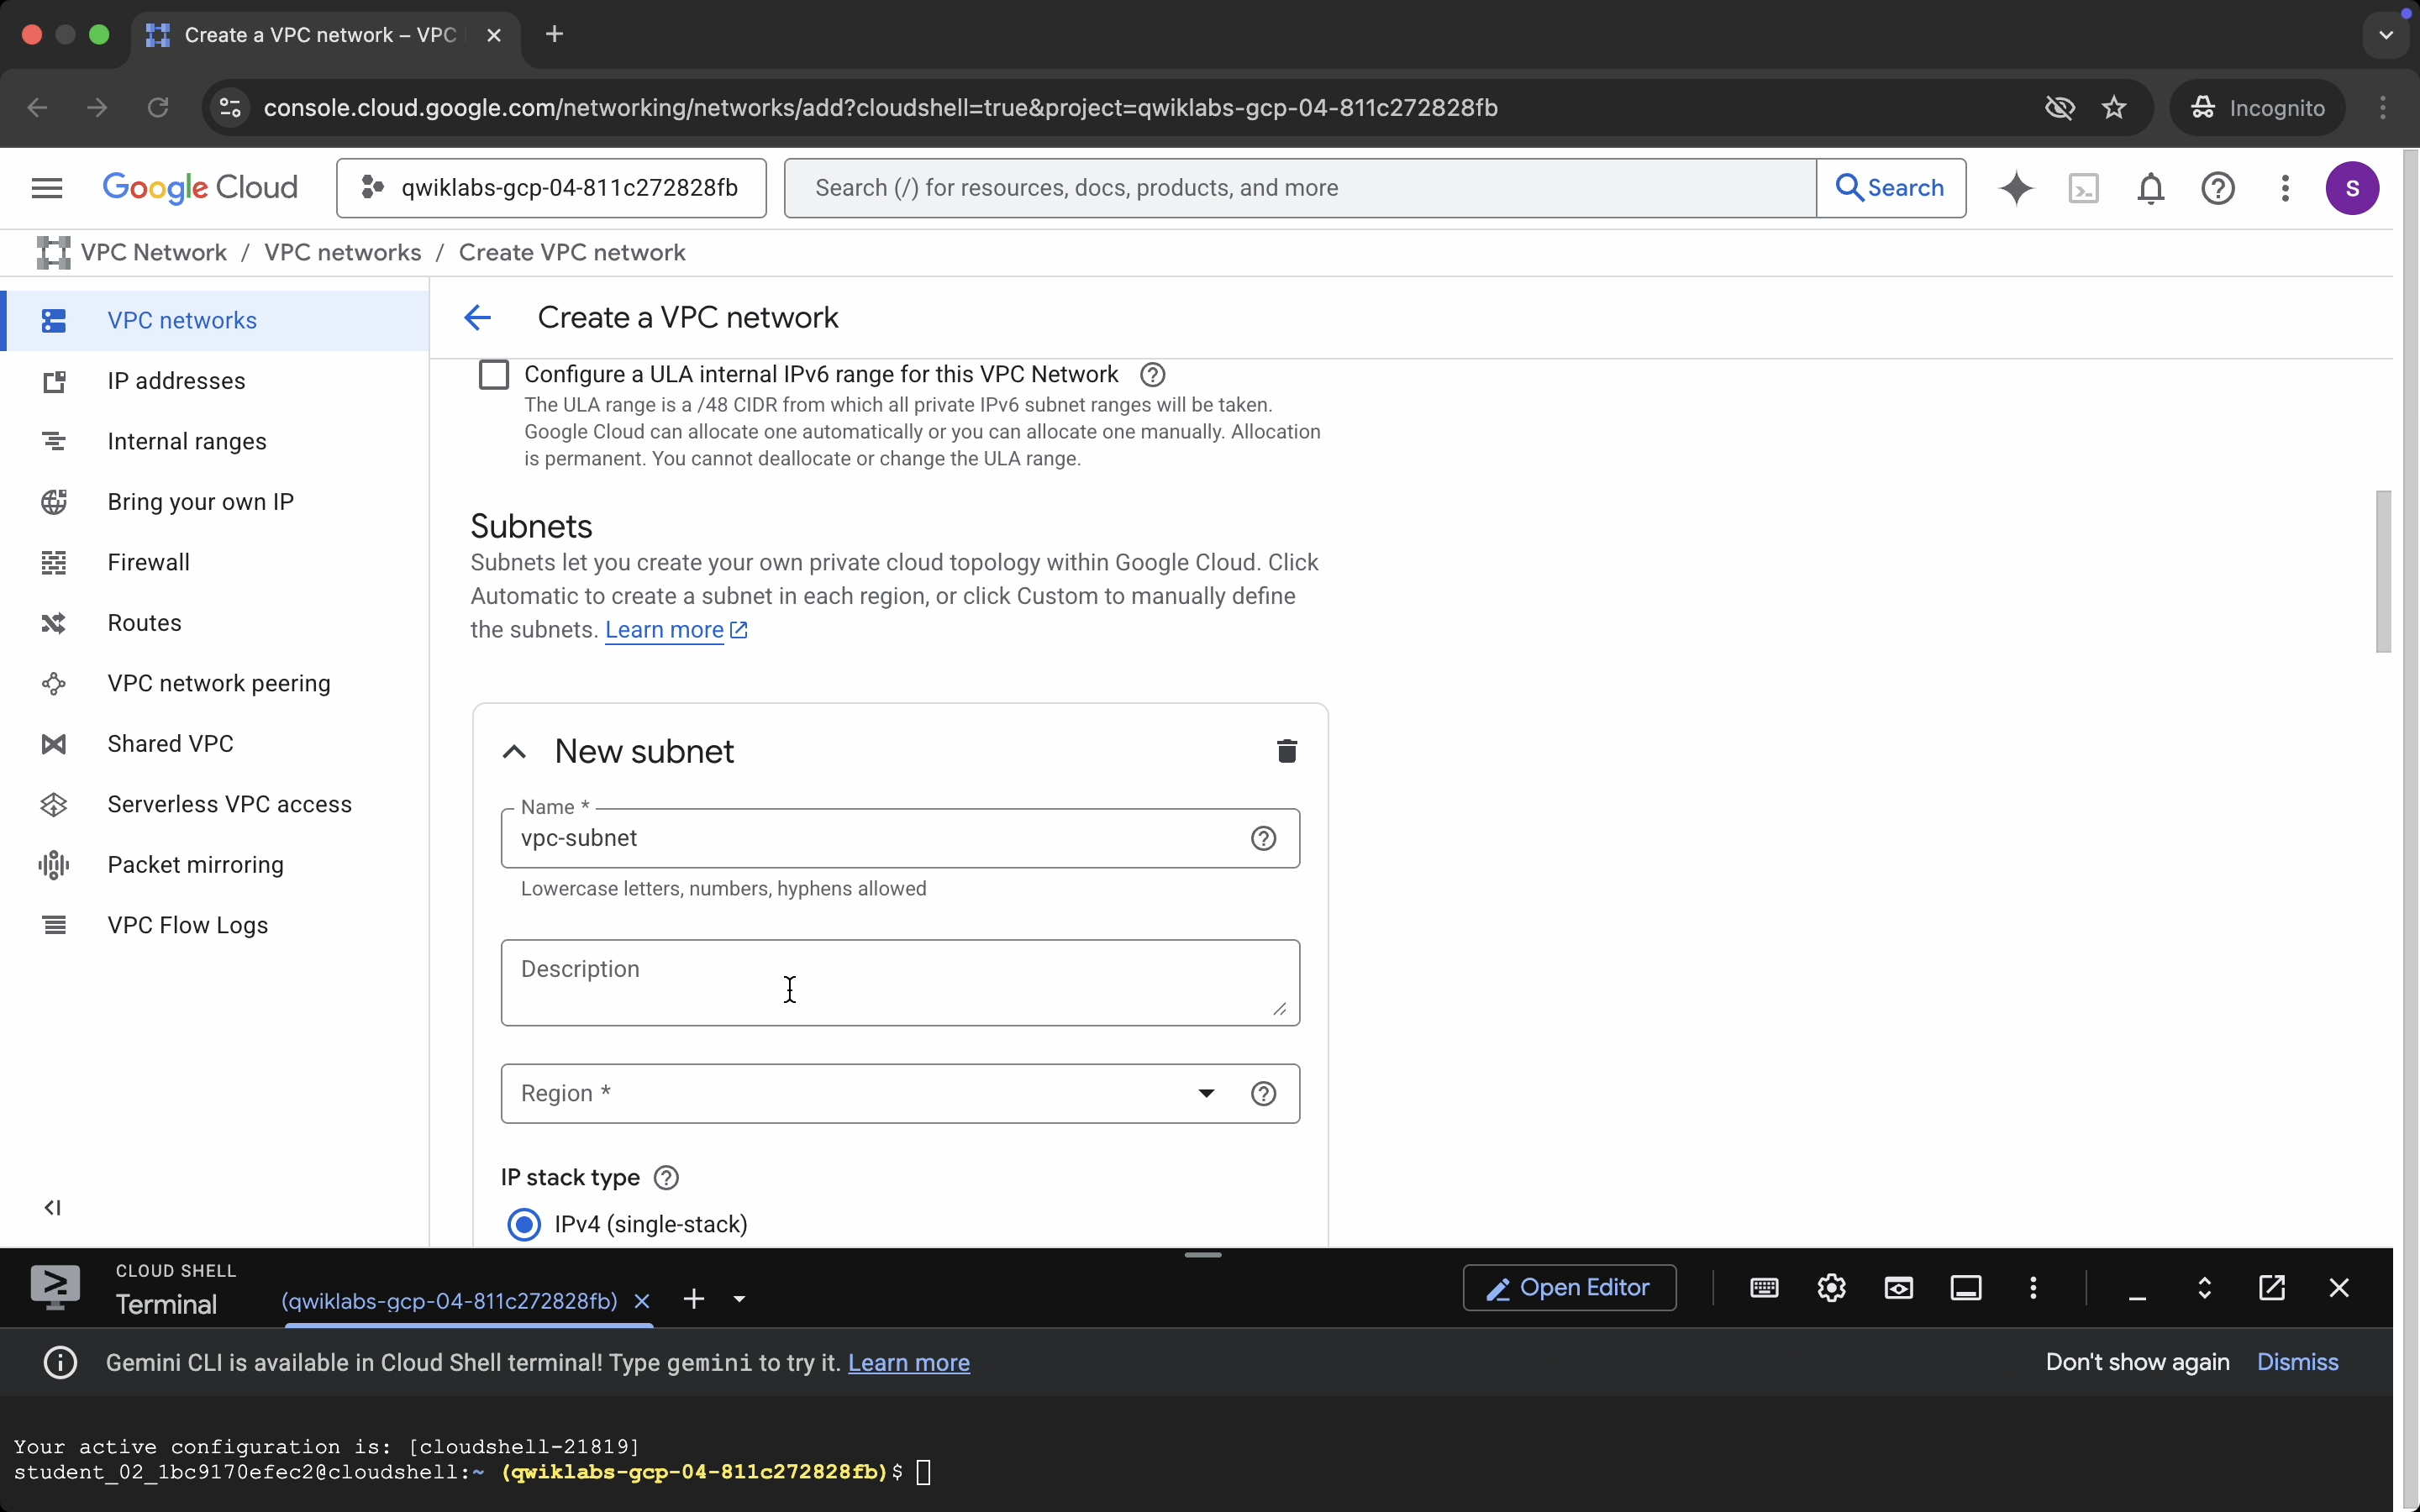 Create a VPC network – VPC
console.cloud.google.com/networking/networks/add?cloudshell=true&project=qwiklabs-gcp-04-811c272828fb
Incognito
Google Cloud
qwiklabs-gcp-04-811c272828fb
Search (/) for resources, docs, products, and more
Search
S
VPC Network / VPC networks / Create VPC network
VPC networks
IP addresses
Internal ranges
Bring your own IP
Firewall
Routes
VPC network peering
Shared VPC
Serverless VPC access
Packet mirroring
VPC Flow Logs
Create a VPC network
Configure a ULA internal IPv6 range for this VPC Network
The ULA range is a /48 CIDR from which all private IPv6 subnet ranges will be taken.
Google Cloud can allocate one automatically or you can allocate one manually. Allocation
is permanent. You cannot deallocate or change the ULA range.
Subnets
Subnets let you create your own private cloud topology within Google Cloud. Click
Automatic to create a subnet in each region, or click Custom to manually define
the subnets. Learn more
New subnet
Name *
vpc-subnet
Lowercase letters, numbers, hyphens allowed
Description
Region *
IP stack type
IPv4 (single-stack)
CLOUD SHELL
Terminal
(qwiklabs-gcp-04-811c272828fb)
Open Editor
Gemini CLI is available in Cloud Shell terminal! Type gemini to try it. Learn more
Don't show again
Dismiss
Your active configuration is: [cloudshell-21819]
student_02_1bc9170efec2@cloudshell:~ (qwiklabs-gcp-04-811c272828fb)$